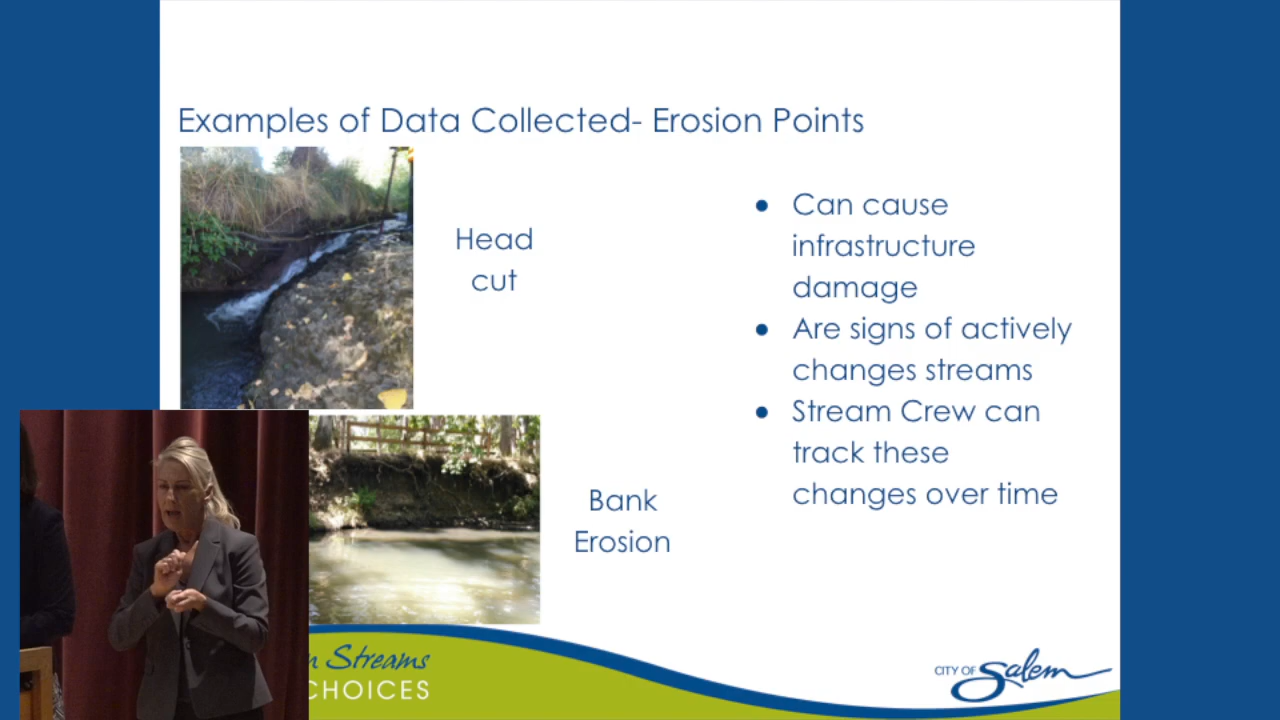 Examples of Data Collected- Erosion Points
Head
cut
Can cause
infrastructure
damage
Are signs of actively
changes streams
Stream Crew can
track these
changes over time
Bank
Erosion
Streams
CHOICES
CITY OF Salem